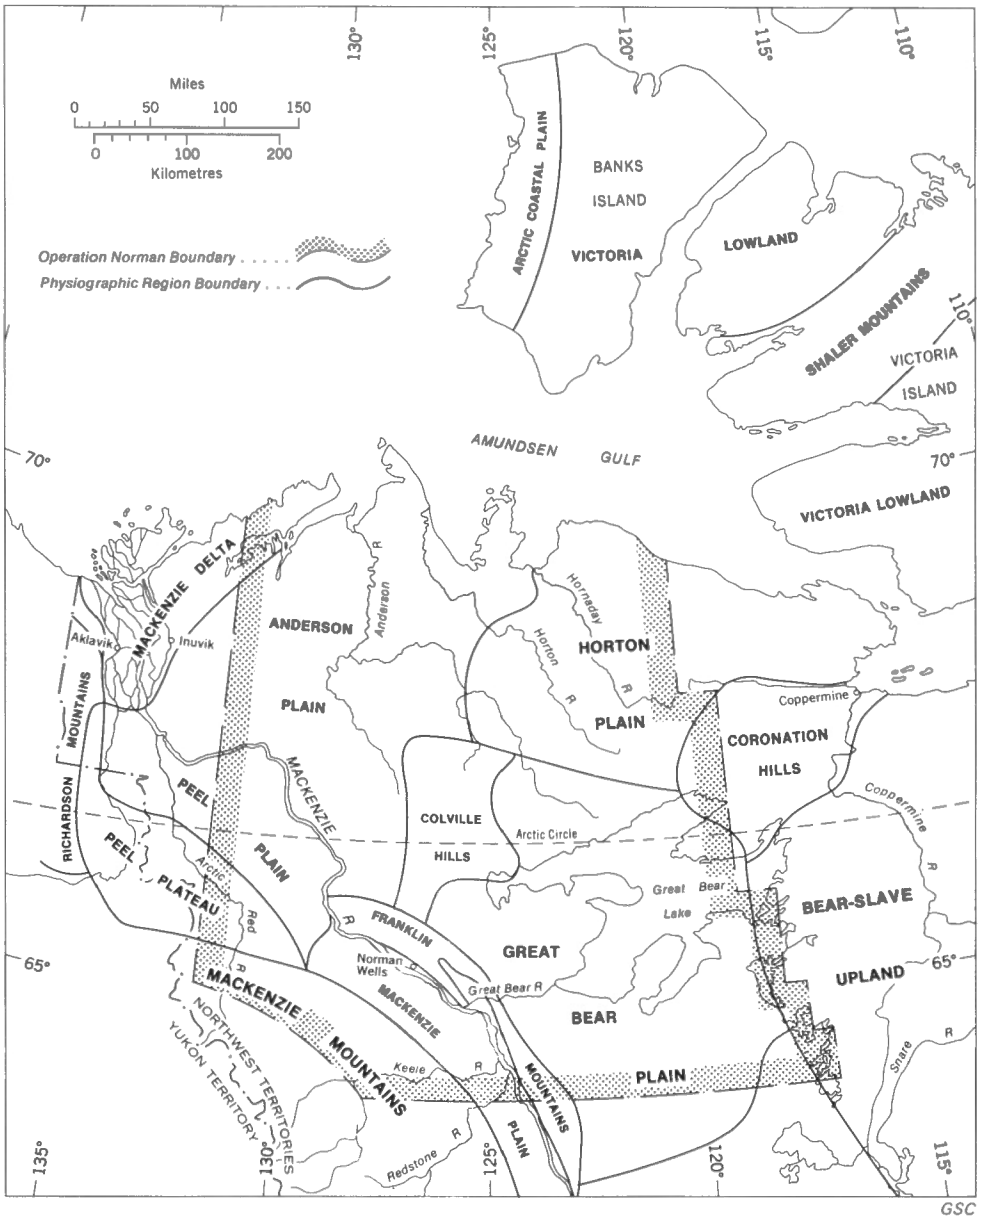 130°
125°
120°
115°
110°
Miles
0 50 100 150
0 100 200
Kilometres
Operation Norman Boundary . . . . .
Physiographic Region Boundary . . . .
ARCTIC COASTAL PLAIN
BANKS
ISLAND
VICTORIA
LOWLAND
SHALER MOUNTAINS
110°
VICTORIA
ISLAND
AMUNDSEN GULF
70°
70°
VICTORIA LOWLAND
MACKENZIE DELTA
Aklavik
Inuvik
ANDERSON
PLAIN
Anderson R
Hornaday R
Horton R
HORTON
PLAIN
Coppermine
CORONATION
HILLS
RICHARDSON MOUNTAINS
PEEL
PLAIN
MACKENZIE
R
COLVILLE
HILLS
Arctic Circle
Coppermine R
PEEL
PLATEAU
Arctic Red R
FRANKLIN
MOUNTAINS
Norman
Wells
Great Bear R
Great Bear
Lake
GREAT
BEAR
PLAIN
BEAR-SLAVE
UPLAND
65°
65°
MACKENZIE
MOUNTAINS
MACKENZIE
PLAIN
NORTHWEST TERRITORIES
YUKON TERRITORY
Keele R
Redstone R
Snare R
135°
130°
125°
120°
115°
GSC